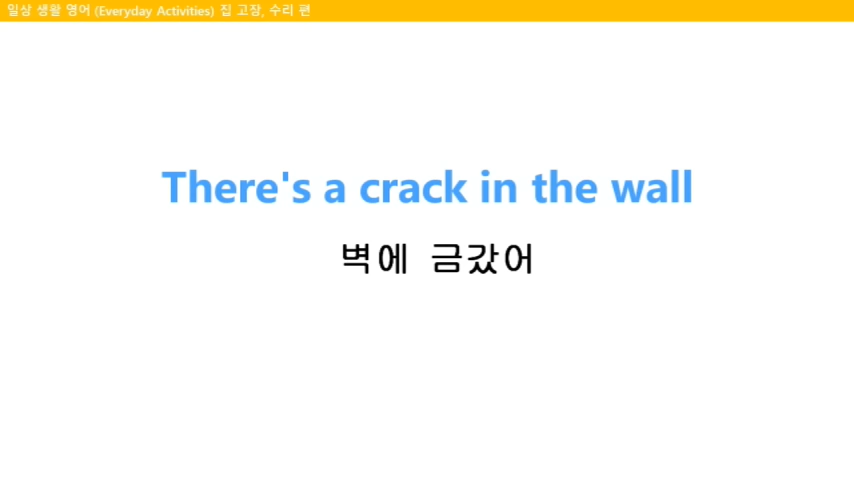 일상 생활 영어 (Everyday Activities) 집 고장, 수리 편
There's a crack in the wall
벽에 금갔어